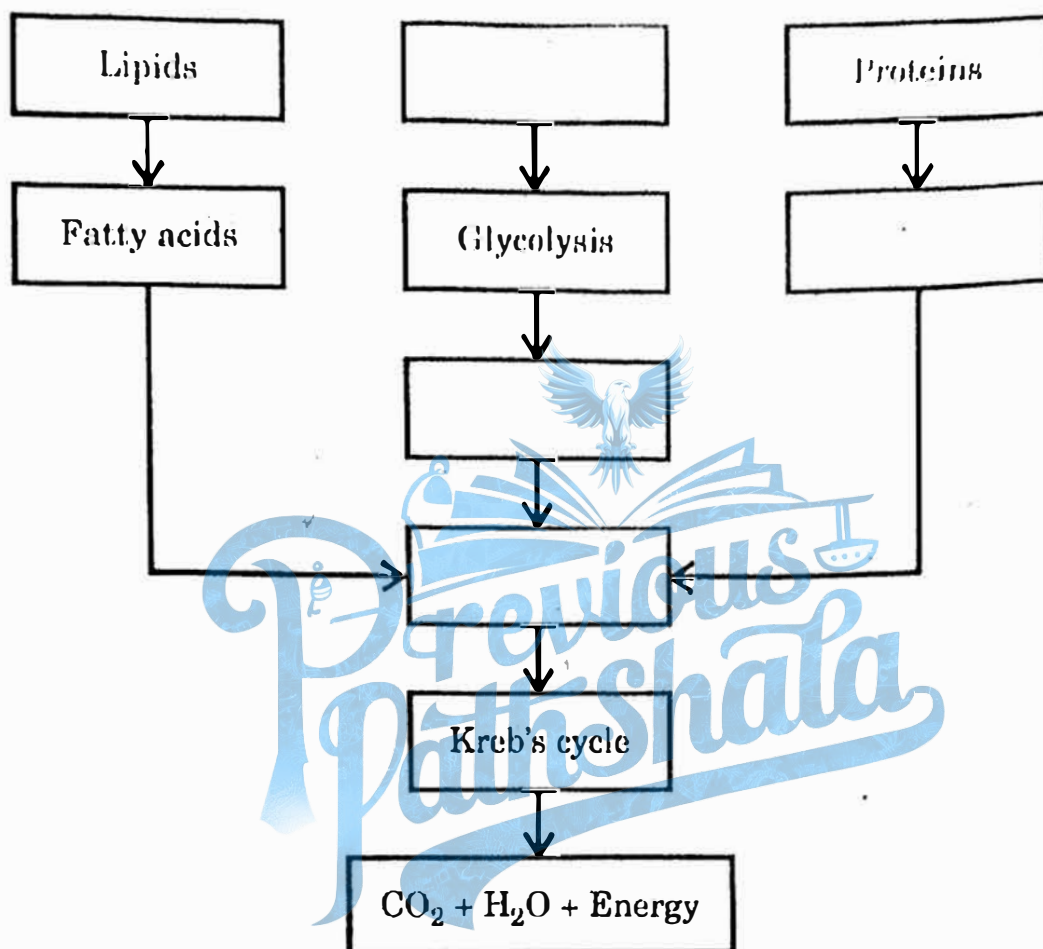 Lipids
Proteins
Fatty acids
Glycolysis
Previous
Pathshala
Kreb's cycle
CO₂ + H₂O + Energy